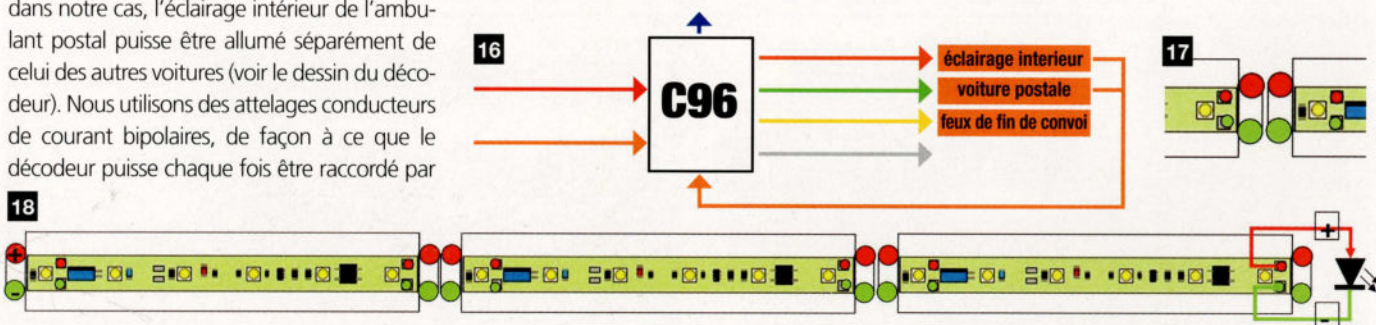 dans notre cas, l'éclairage intérieur de l'ambu-
lant postal puisse être allumé séparément de
celui des autres voitures (voir le dessin du déco-
deur). Nous utilisons des attelages conducteurs
de courant bipolaires, de façon à ce que le
décodeur puisse chaque fois être raccordé par
16
C96
éclairage interieur
voiture postale
feux de fin de convoi
17
18
+
-
+
-